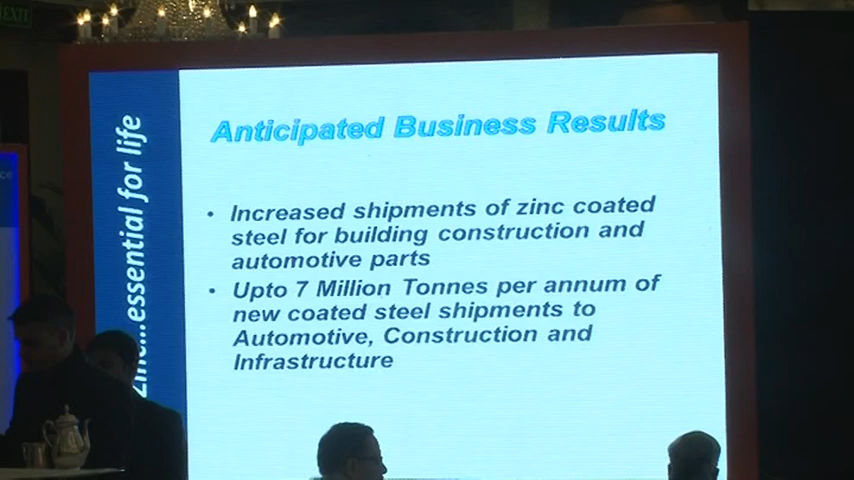 EXIT
Anticipated Business Results
• Increased shipments of zinc coated
steel for building construction and
automotive parts
• Upto 7 Million Tonnes per annum of
new coated steel shipments to
Automotive, Construction and
Infrastructure
zinc...essential for life